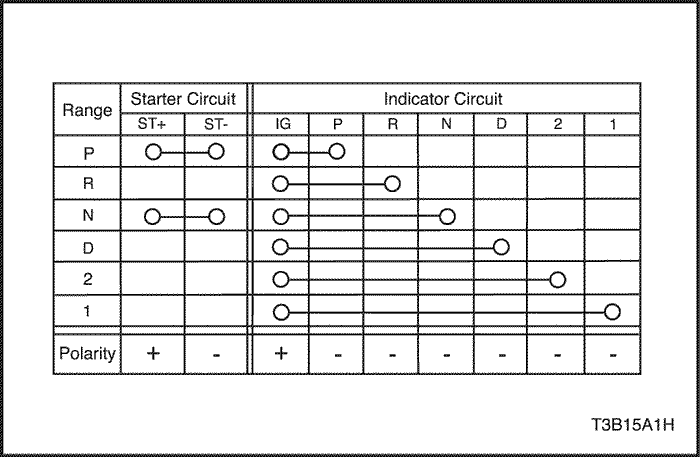 Range Starter Circuit Indicator Circuit
ST+ ST- IG P R N D 2 1
P
R
N
D
2
1
Polarity + - + - - - - - -
T3B15A1H